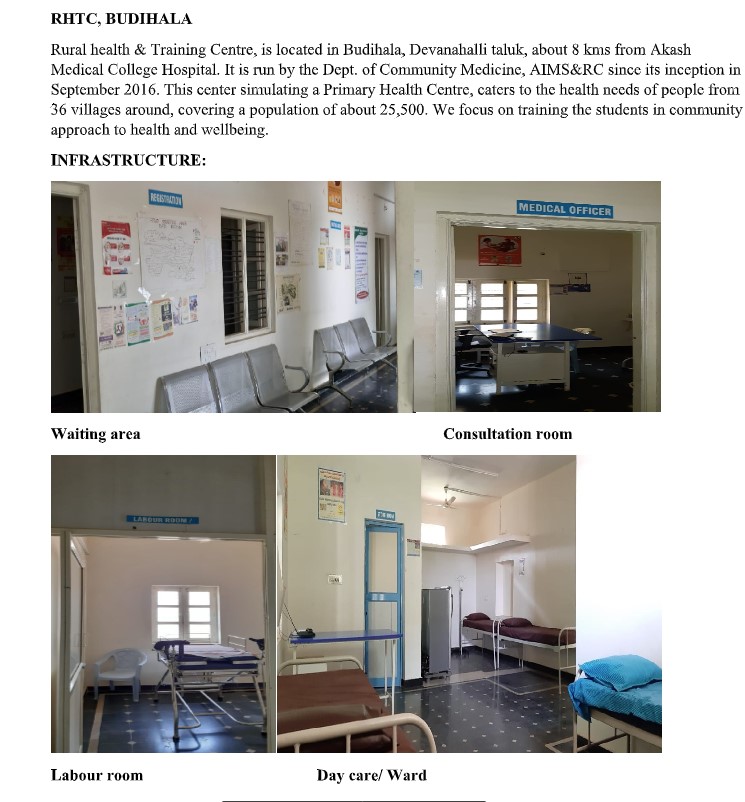 RHTC, BUDIHALA
Rural health & Training Centre, is located in Budihala, Devanahalli taluk, about 8 kms from Akash
Medical College Hospital. It is run by the Dept. of Community Medicine, AIMS&RC since its inception in
September 2016. This center simulating a Primary Health Centre, caters to the health needs of people from
36 villages around, covering a population of about 25,500. We focus on training the students in community
approach to health and wellbeing.
INFRASTRUCTURE:
REGISTRATION
MEDICAL OFFICER
Waiting area
Consultation room
LABOUR ROOM
Labour room
Day care/ Ward